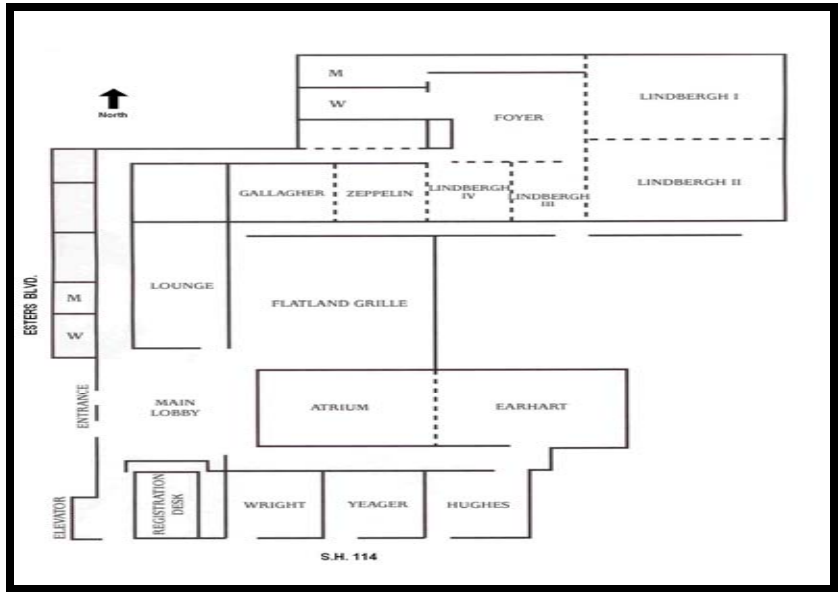 M
LINDBERGH I
North
W
FOYER
GALLAGHER
ZEPPELIN
LINDBERGH
IV
LINDBERGH
III
LINDBERGH II
ESTERS BLVD.
LOUNGE
M
FLATLAND GRILLE
W
ENTRANCE
MAIN
LOBBY
ATRIUM
EARHART
ELEVATOR
REGISTRATION
DESK
WRIGHT
YEAGER
HUGHES
S.H. 114